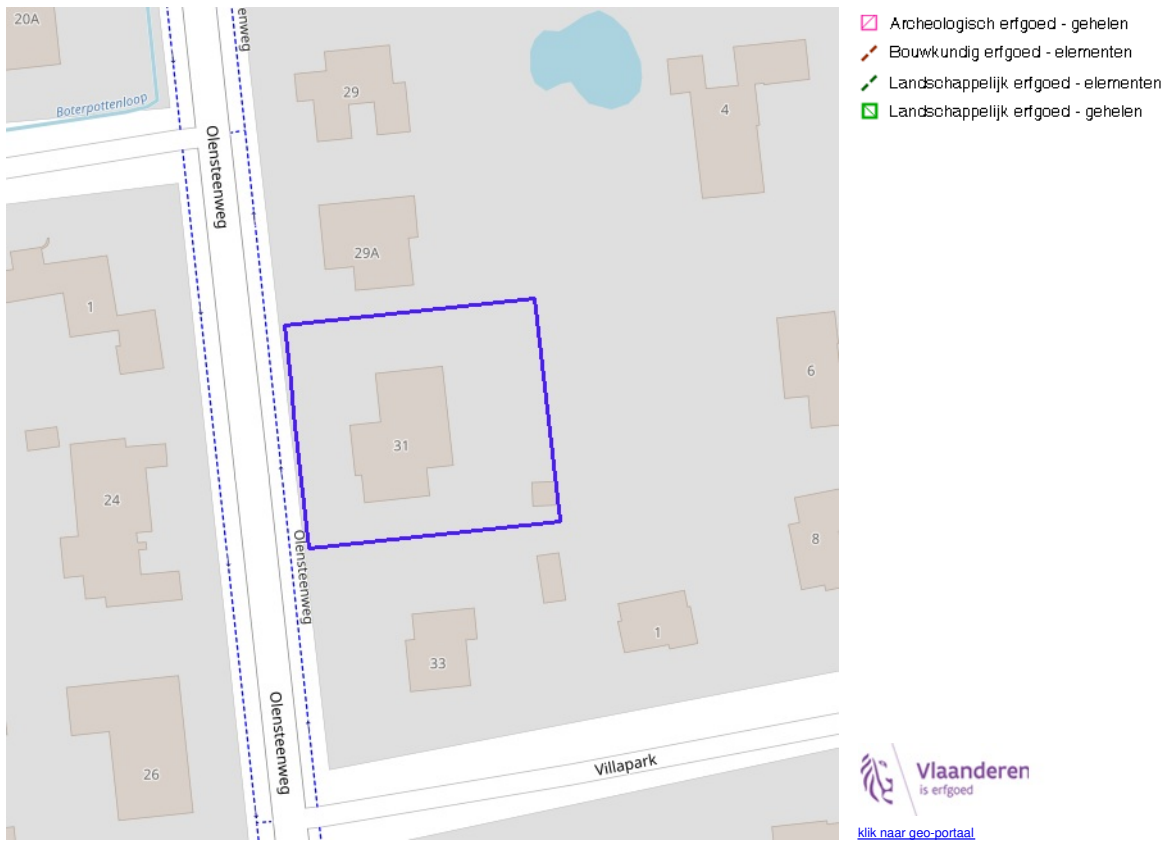 20A
enweg
Boterpottenloop
Olensteenweg
29
4
29A
1
6
31
24
8
Olensteenweg
1
33
Olensteenweg
26
Villapark
Archeologisch erfgoed - gehelen
Bouwkundig erfgoed - elementen
Landschappelijk erfgoed - elementen
Landschappelijk erfgoed - gehelen
Vlaanderen
is erfgoed
klik naar geo-portaal